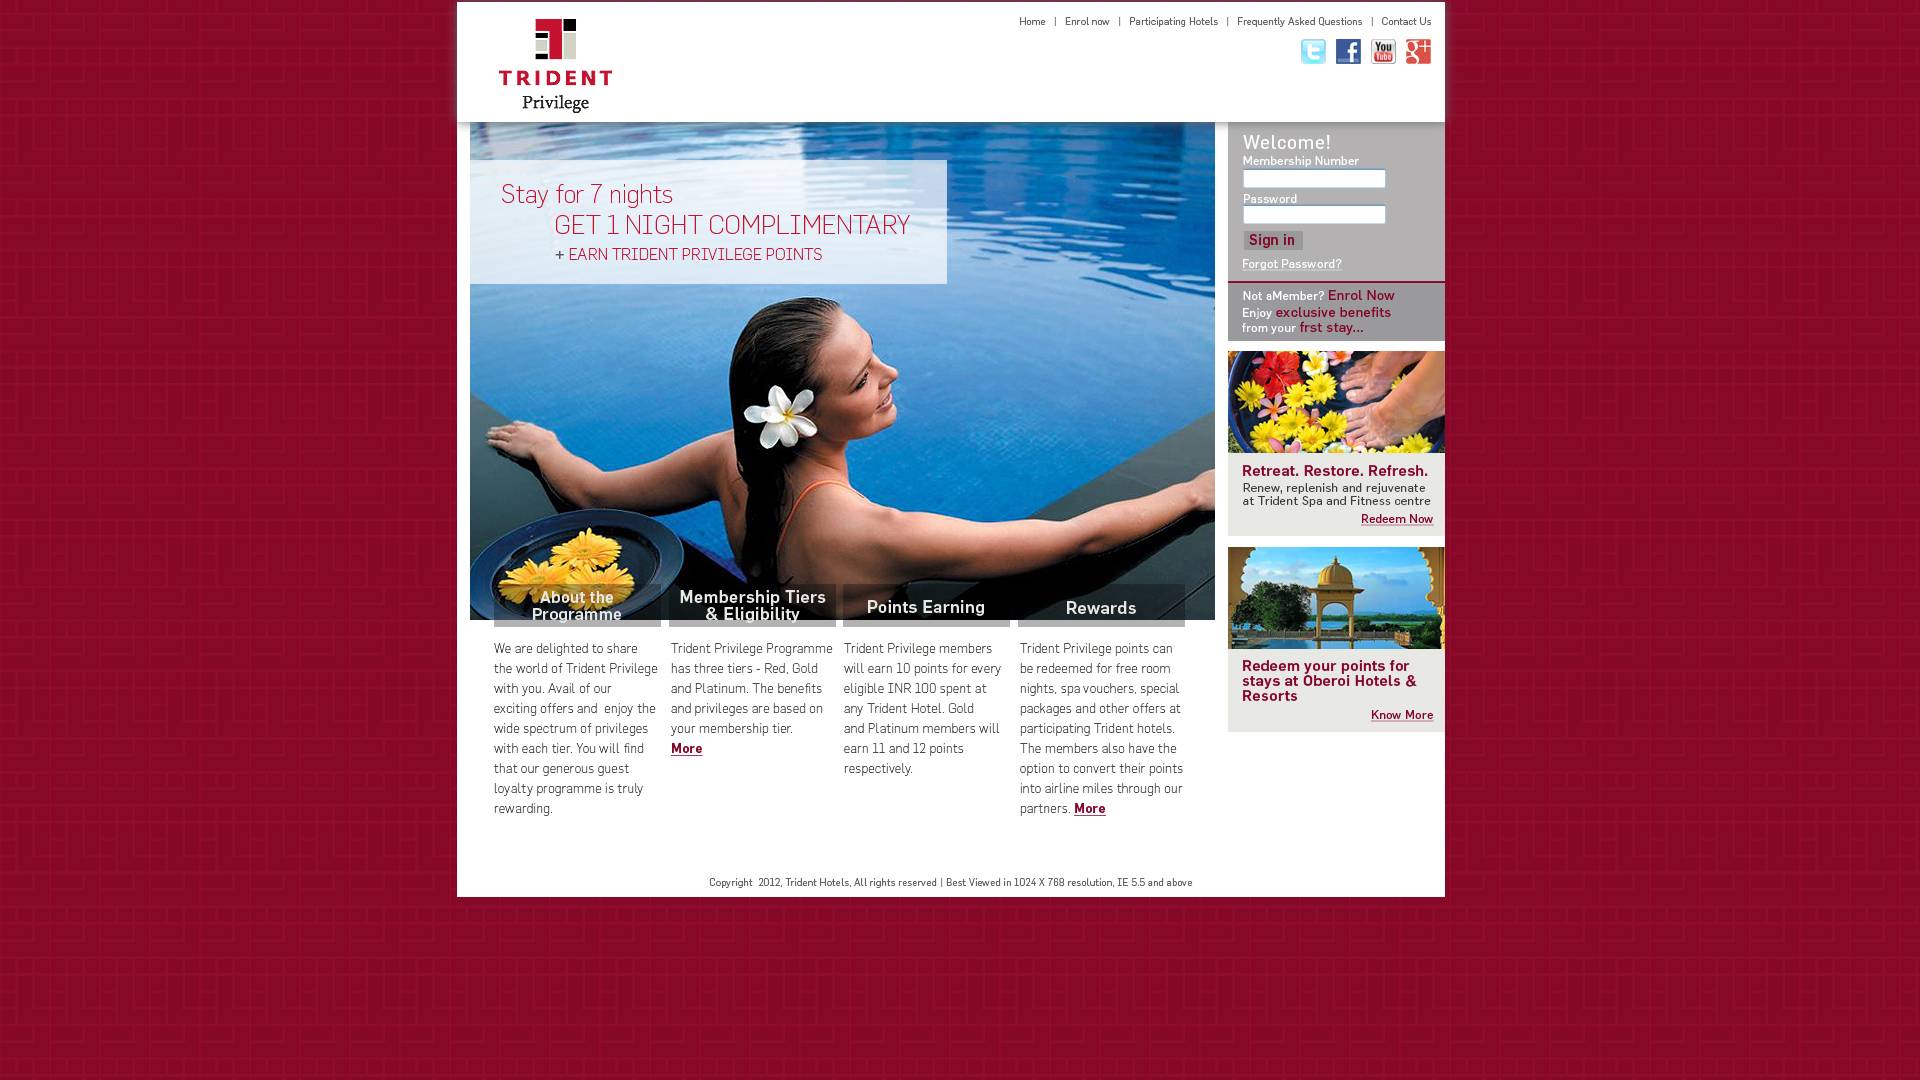 Home | Enrol now | Participating Hotels | Frequently Asked Questions | Contact Us
You
Tube
TRIDENT
Privilege
Stay for 7 nights
GET 1 NIGHT COMPLIMENTARY
+ EARN TRIDENT PRIVILEGE POINTS
Welcome!
Membership Number
Password
Sign in
Forgot Password?
Not aMember? Enrol Now
Enjoy exclusive benefits
from your frst stay...
Retreat. Restore. Refresh.
Renew, replenish and rejuvenate
at Trident Spa and Fitness centre
Redeem Now
Redeem your points for
stays at Oberoi Hotels &
Resorts
Know More
About the
Programme
We are delighted to share
the world of Trident Privilege
with you. Avail of our
exciting offers and  enjoy the
wide spectrum of privileges
with each tier. You will find
that our generous guest
loyalty programme is truly
rewarding.
Membership Tiers
& Eligibility
Trident Privilege Programme
has three tiers - Red, Gold
and Platinum. The benefits
and privileges are based on
your membership tier.
More
Points Earning
Trident Privilege members
will earn 10 points for every
eligible INR 100 spent at
any Trident Hotel. Gold
and Platinum members will
earn 11 and 12 points
respectively.
Rewards
Trident Privilege points can
be redeemed for free room
nights, spa vouchers, special
packages and other offers at
participating Trident hotels.
The members also have the
option to convert their points
into airline miles through our
partners. More
Copyright  2012, Trident Hotels, All rights reserved | Best Viewed in 1024 X 768 resolution, IE 5.5 and above